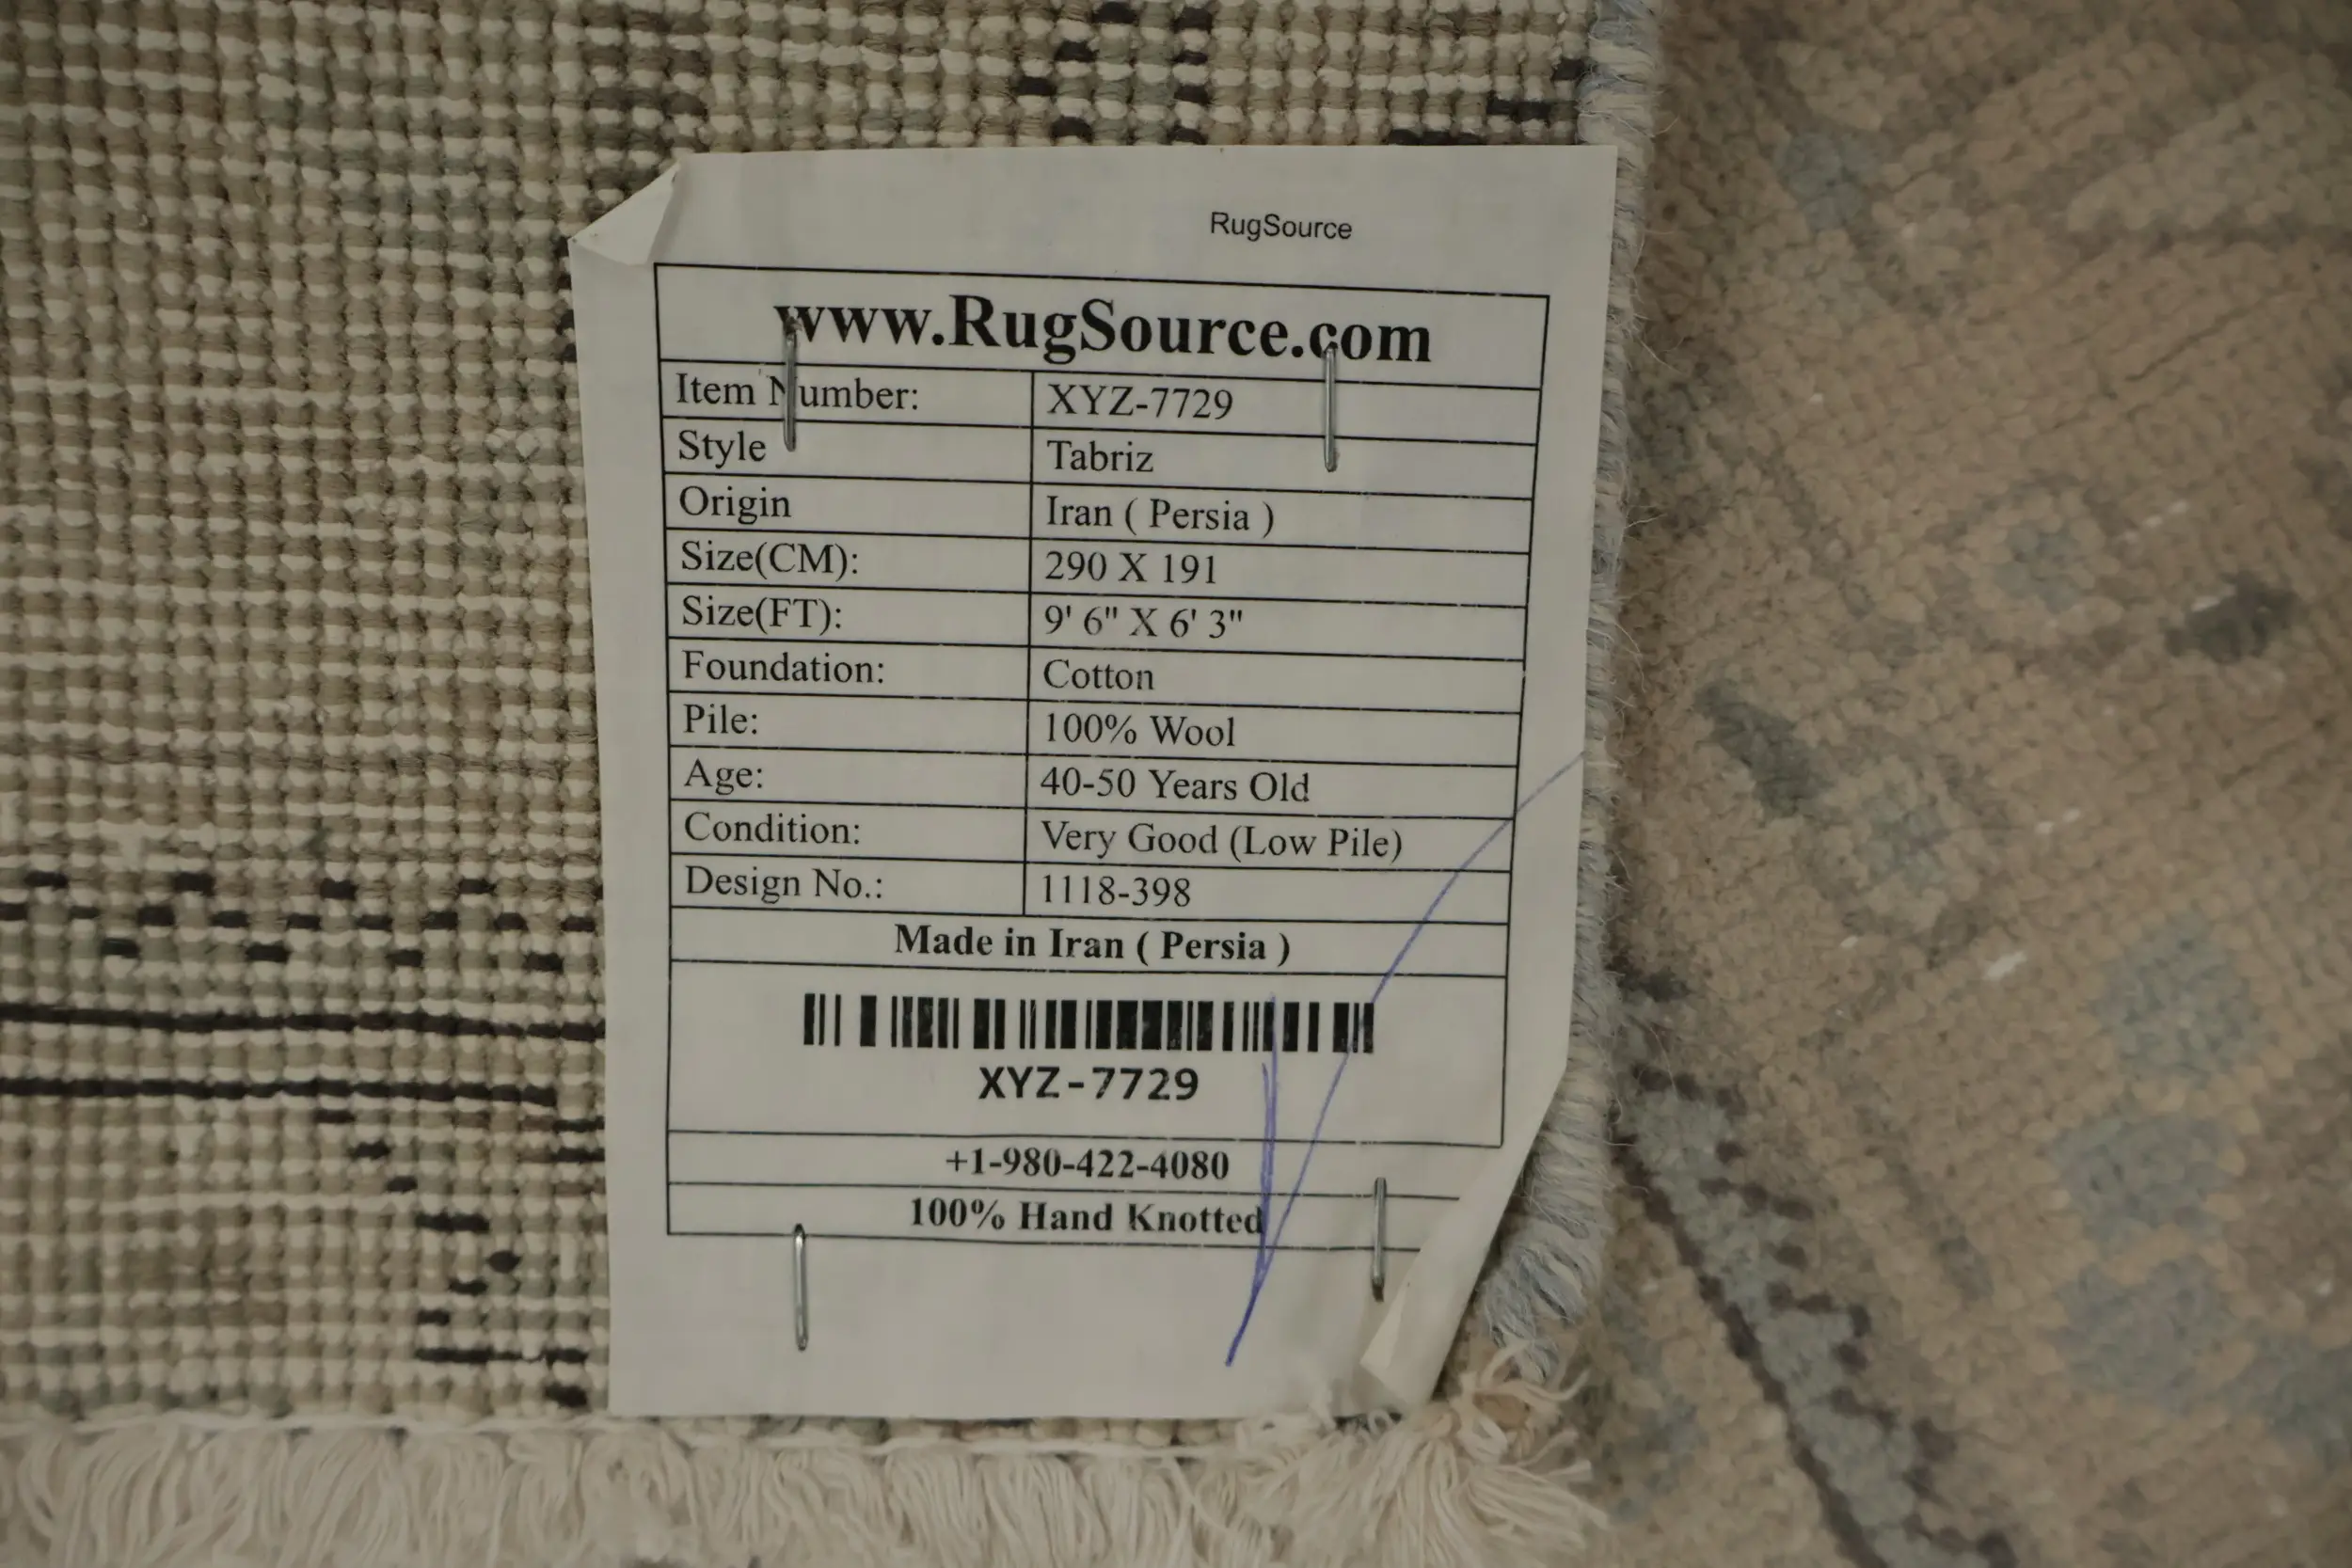 RugSource
www.RugSource.com
Item Number: XYZ-7729
Style Tabriz
Origin Iran ( Persia )
Size(CM): 290 X 191
Size(FT): 9' 6" X 6' 3"
Foundation: Cotton
Pile: 100% Wool
Age: 40-50 Years Old
Condition: Very Good (Low Pile)
Design No.: 1118-398
Made in Iran ( Persia )
XYZ-7729
+1-980-422-4080
100% Hand Knotted